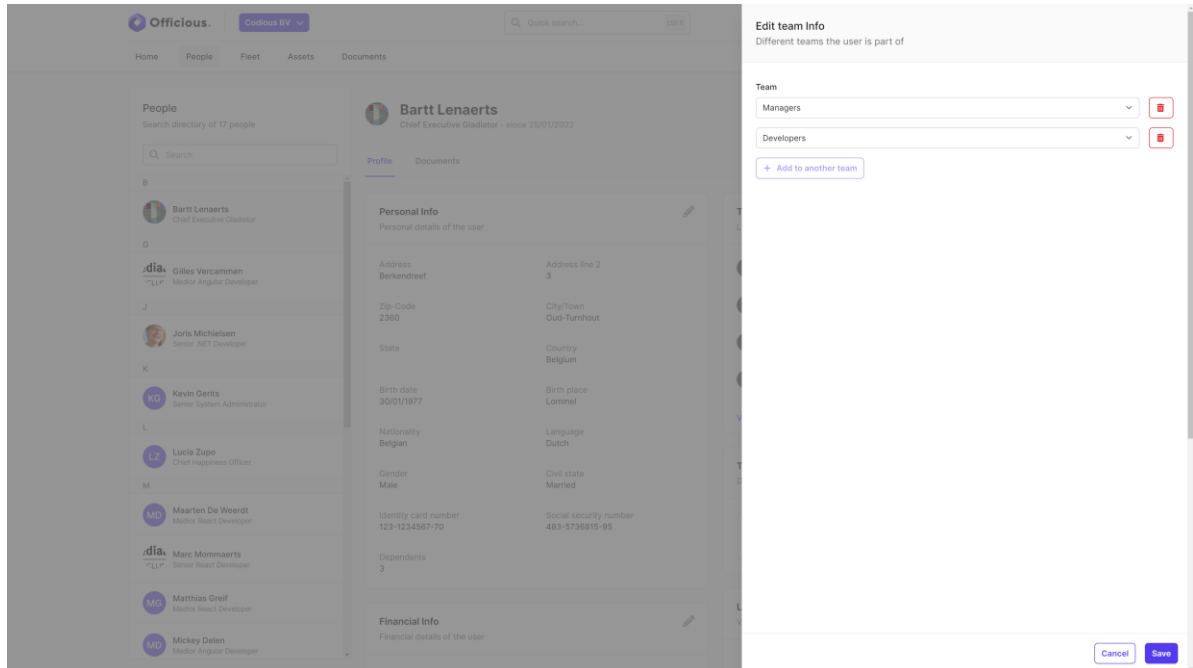 Officious.
Codious BV
Quick search...
Home People Fleet Assets Documents
People
Search directory of 17 people
Search
B
Bartt Lenaerts
Chief Executive Gladiator
G
Gilles Vercammen
Medior Angular Developer
J
Joris Michielsen
Senior .NET Developer
K
KG
Kevin Gerits
Senior System Administrator
L
LZ
Lucie Zupo
Chief Happiness Officer
M
MD
Maarten De Weerdt
Medior React Developer
Marc Mommaerts
Senior React Developer
MG
Matthias Greif
Medior React Developer
MD
Mickey Delen
Medior Angular Developer
Bartt Lenaerts
Chief Executive Gladiator - since 25/01/2022
Profile Documents
Personal Info
Personal details of the user
Address Address line 2
Berkendreef 3
Zip-Code City/Town
2360 Oud-Turnhout
State Country
Belgium
Birth date Birth place
30/01/1977 Lommel
Nationality Language
Belgian Dutch
Gender Civil state
Male Married
Identity card number Social security number
123-1234567-70 483-5736815-95
Dependents
3
Financial Info
Financial details of the user
Edit team Info
Different teams the user is part of
Team
Managers
Developers
+ Add to another team
Cancel Save